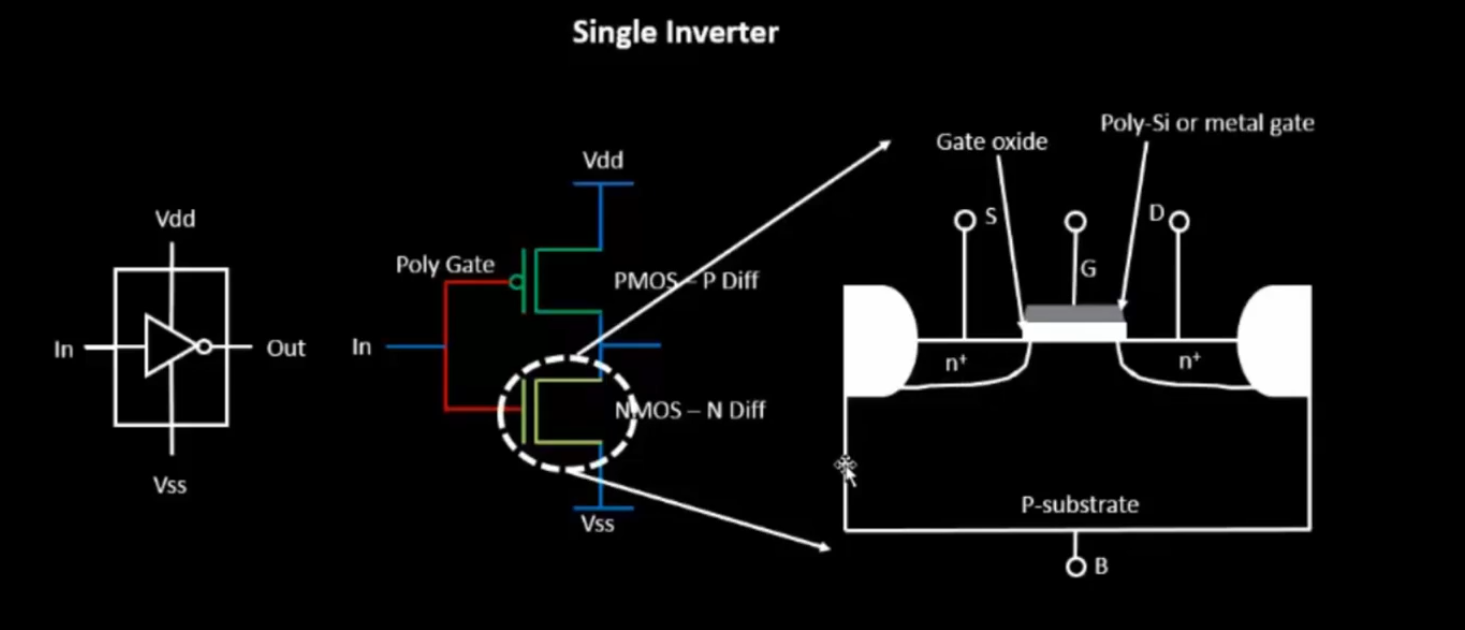 Single Inverter
Vdd
In
Out
Vss
Vdd
Poly Gate
PMOS – P Diff
In
NMOS – N Diff
Vss
Gate oxide
Poly-Si or metal gate
S
G
D
n⁺
n⁺
P-substrate
B